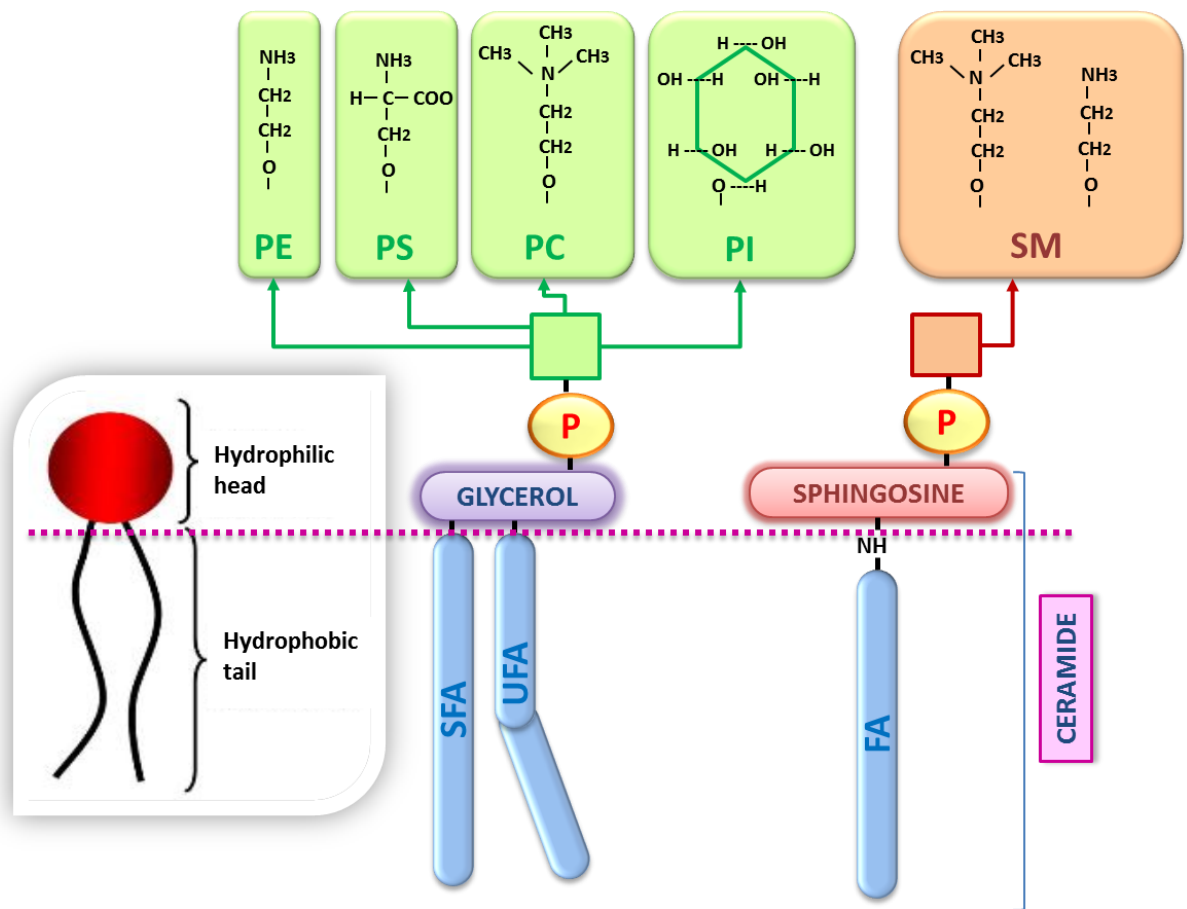 NH3
CH2
CH2
O
PE
NH3
H
C
COO
CH2
O
PS
CH3
CH3
CH3
N
CH2
CH2
O
PC
H ---- OH
OH ----H
OH ----H
H ---- OH
H ---- OH
O ----H
PI
CH3
CH3
CH3
N
CH2
CH2
O
NH3
CH2
CH2
O
SM
P
P
Hydrophilic
head
GLYCEROL
SPHINGOSINE
NH
Hydrophobic
tail
SFA
UFA
FA
CERAMIDE